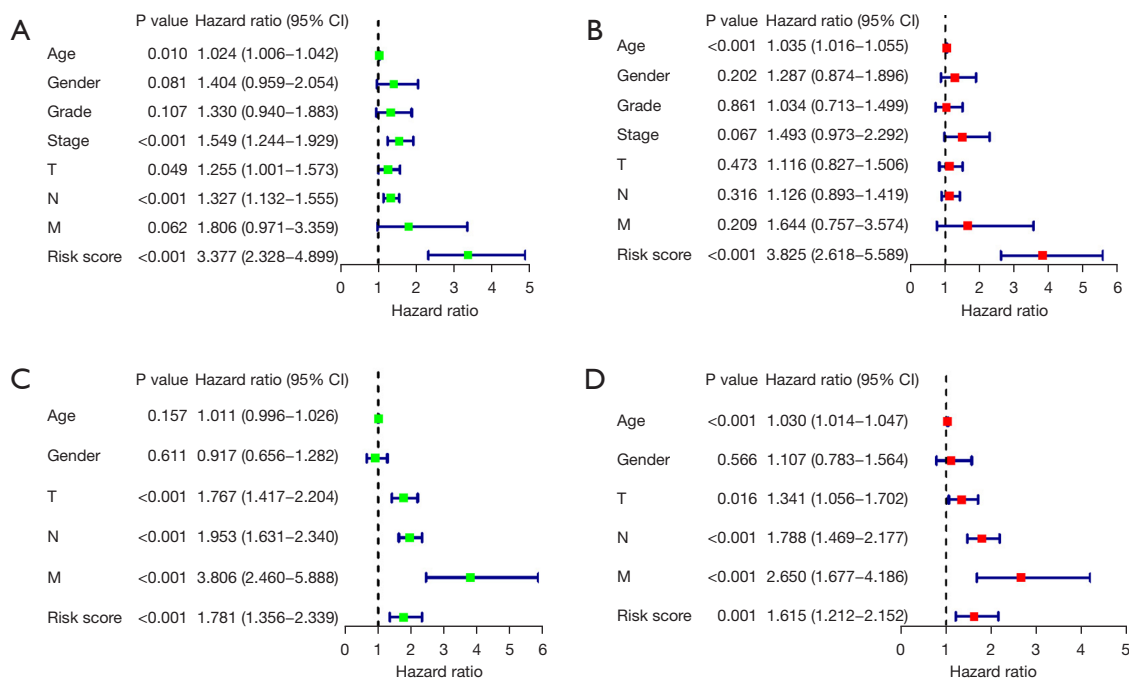 A
P value Hazard ratio (95% CI)
Age 0.010 1.024 (1.006–1.042)
Gender 0.081 1.404 (0.959–2.054)
Grade 0.107 1.330 (0.940–1.883)
Stage <0.001 1.549 (1.244–1.929)
T 0.049 1.255 (1.001–1.573)
N <0.001 1.327 (1.132–1.555)
M 0.062 1.806 (0.971–3.359)
Risk score <0.001 3.377 (2.328–4.899)
0 1 2 3 4 5
Hazard ratio
B
P value Hazard ratio (95% CI)
Age <0.001 1.035 (1.016–1.055)
Gender 0.202 1.287 (0.874–1.896)
Grade 0.861 1.034 (0.713–1.499)
Stage 0.067 1.493 (0.973–2.292)
T 0.473 1.116 (0.827–1.506)
N 0.316 1.126 (0.893–1.419)
M 0.209 1.644 (0.757–3.574)
Risk score <0.001 3.825 (2.618–5.589)
0 1 2 3 4 5 6
Hazard ratio
C
P value Hazard ratio (95% CI)
Age 0.157 1.011 (0.996–1.026)
Gender 0.611 0.917 (0.656–1.282)
T <0.001 1.767 (1.417–2.204)
N <0.001 1.953 (1.631–2.340)
M <0.001 3.806 (2.460–5.888)
Risk score <0.001 1.781 (1.356–2.339)
0 1 2 3 4 5 6
Hazard ratio
D
P value Hazard ratio (95% CI)
Age <0.001 1.030 (1.014–1.047)
Gender 0.566 1.107 (0.783–1.564)
T 0.016 1.341 (1.056–1.702)
N <0.001 1.788 (1.469–2.177)
M <0.001 2.650 (1.677–4.186)
Risk score 0.001 1.615 (1.212–2.152)
0 1 2 3 4 5
Hazard ratio